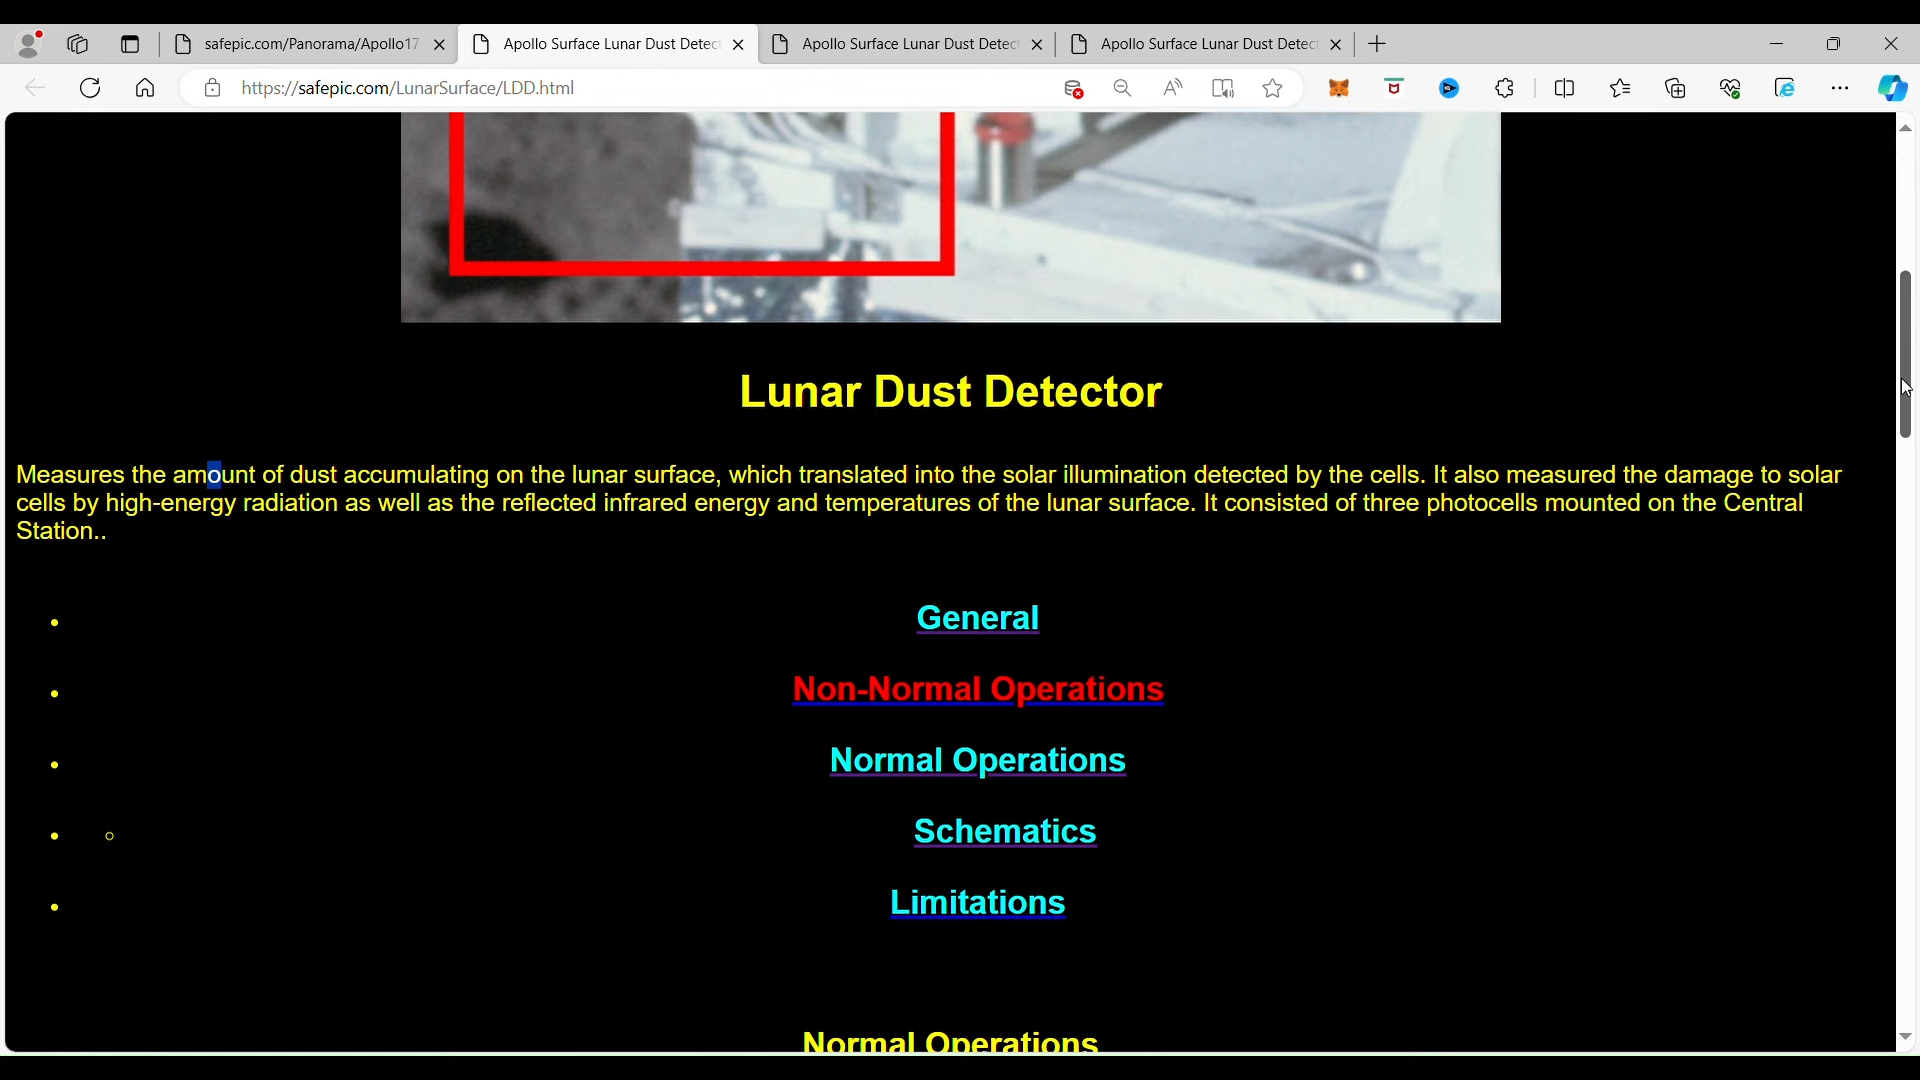 safepic.com/Panorama/Apollo17
Apollo Surface Lunar Dust Detec
Apollo Surface Lunar Dust Detec
Apollo Surface Lunar Dust Detec
https://safepic.com/LunarSurface/LDD.html
Lunar Dust Detector
Measures the amount of dust accumulating on the lunar surface, which translated into the solar illumination detected by the cells. It also measured the damage to solar
cells by high-energy radiation as well as the reflected infrared energy and temperatures of the lunar surface. It consisted of three photocells mounted on the Central
Station..
General
Non-Normal Operations
Normal Operations
Schematics
Limitations
Normal Operations